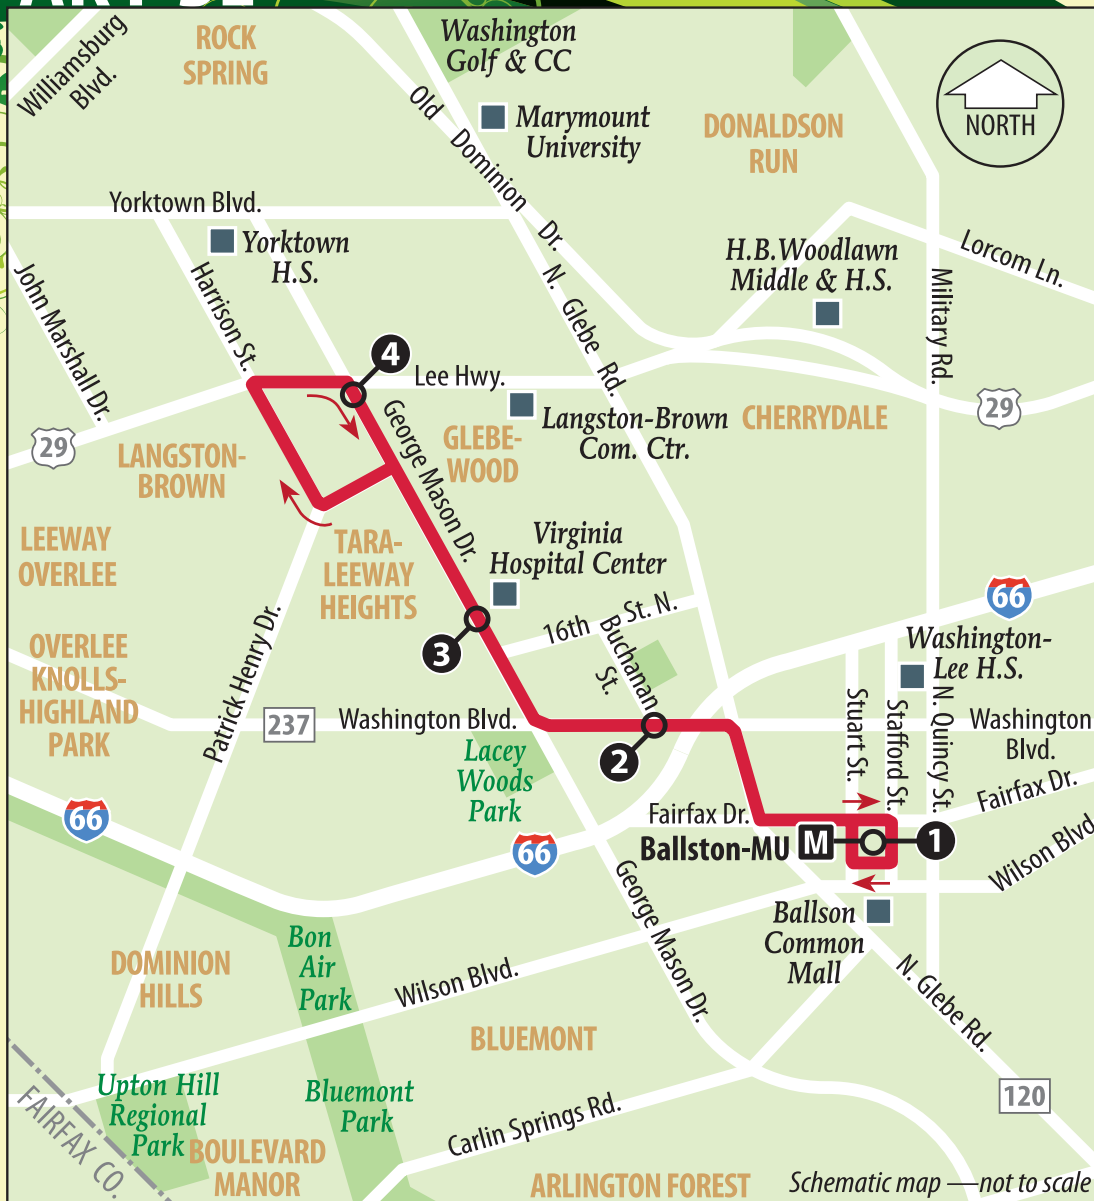 Williamsburg
Blvd.
ROCK
SPRING
Washington
Golf & CC
Marymount
University
DONALDSON
RUN
NORTH
Old Dominion Dr.
Yorktown Blvd.
Yorktown
H.S.
H.B.Woodlawn
Middle & H.S.
Lorcom Ln.
John Marshall Dr.
Harrison St.
N. Glebe Rd.
Military Rd.
4
Lee Hwy.
29
29
George Mason Dr.
GLEBE-
WOOD
Langston-Brown
Com. Ctr.
CHERRYDALE
LANGSTON-
BROWN
LEEWAY
OVERLEE
TARA-
LEEWAY
HEIGHTS
Virginia
Hospital Center
66
16th St. N.
Buchanan
St.
3
Washington-
Lee H.S.
OVERLEE
KNOLLS-
HIGHLAND
PARK
Patrick Henry Dr.
237
Washington Blvd.
Stuart St.
Stafford St.
N. Quincy St.
Washington
Blvd.
Lacey
Woods
Park
2
Fairfax Dr.
Fairfax Dr.
66
66
Ballston-MU
M
1
Wilson Blvd
George Mason Dr.
Ballson
Common
Mall
Bon
Air
Park
DOMINION
HILLS
Wilson Blvd.
N. Glebe Rd.
BLUEMONT
120
Upton Hill
Regional
Park
Bluemont
Park
Carlin Springs Rd.
FAIRFAX CO.
BOULEVARD
MANOR
ARLINGTON FOREST
Schematic map —not to scale